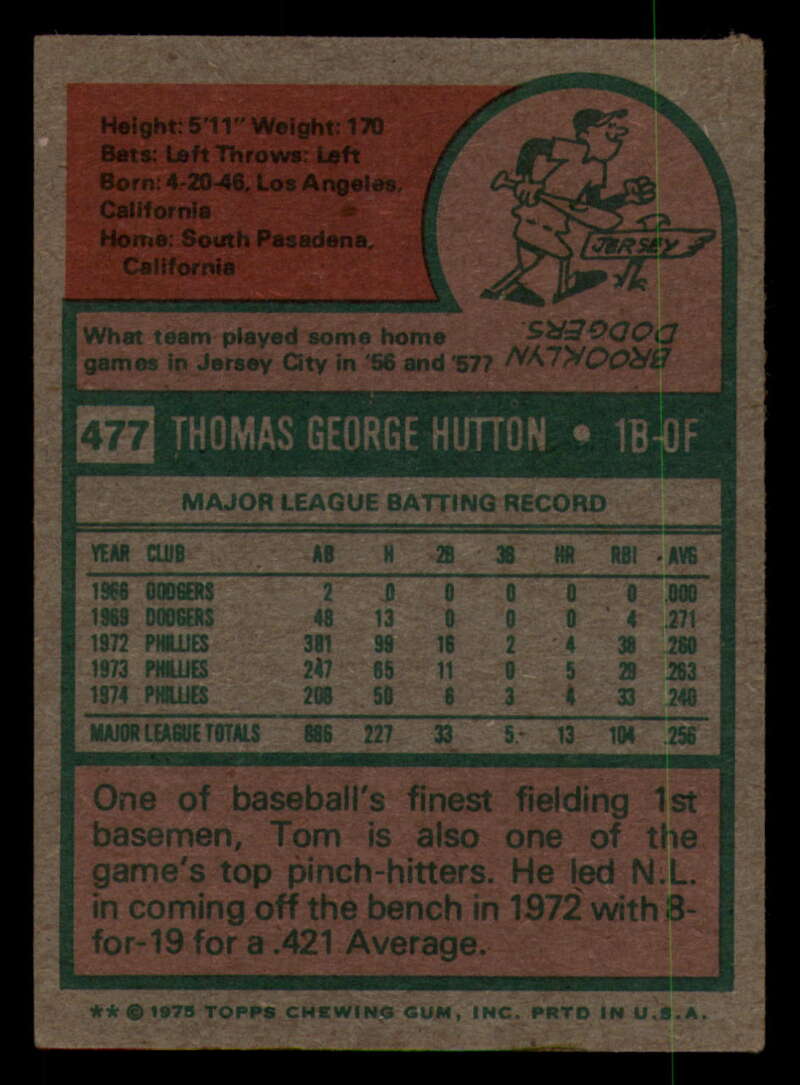 Height: 5'11" Weight: 170
Bats: Left Throws: Left
Born: 4-20-46, Los Angeles,
California
Home: South Pasadena,
California
JERSEY
What team played some home
games in Jersey City in '56 and '57?
BROOKLYN
DODGERS.
477 THOMAS GEORGE HUTTON • 1B-OF
MAJOR LEAGUE BATTING RECORD
YEAR CLUB AB H 2B 3B HR RBI AVG
1966 DODGERS 2 0 0 0 0 0 .000
1969 DODGERS 48 13 0 0 0 4 .271
1972 PHILLIES 381 99 16 2 4 38 .260
1973 PHILLIES 247 65 11 0 5 29 .263
1974 PHILLIES 208 50 6 3 4 33 .240
MAJOR LEAGUE TOTALS 886 227 33 5 13 104 .256
One of baseball's finest fielding 1st
basemen, Tom is also one of the
game's top pinch-hitters. He led N.L.
in coming off the bench in 1972 with 8-
for-19 for a .421 Average.
** © 1975 TOPPS CHEWING GUM, INC. PRTD IN U.S.A.